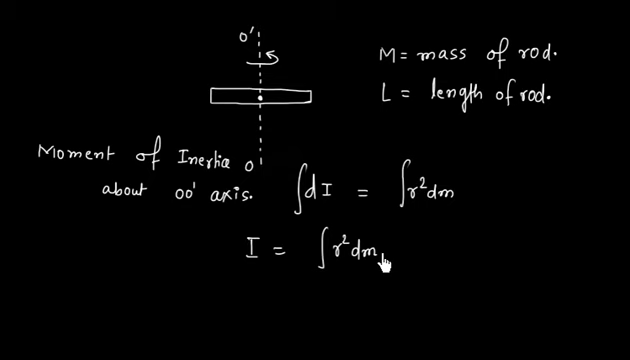 O'
M = mass of rod.
L = length of rod.
Moment of Inertia O
about OO' axis. ∫dI = ∫r²dm
I = ∫r²dm